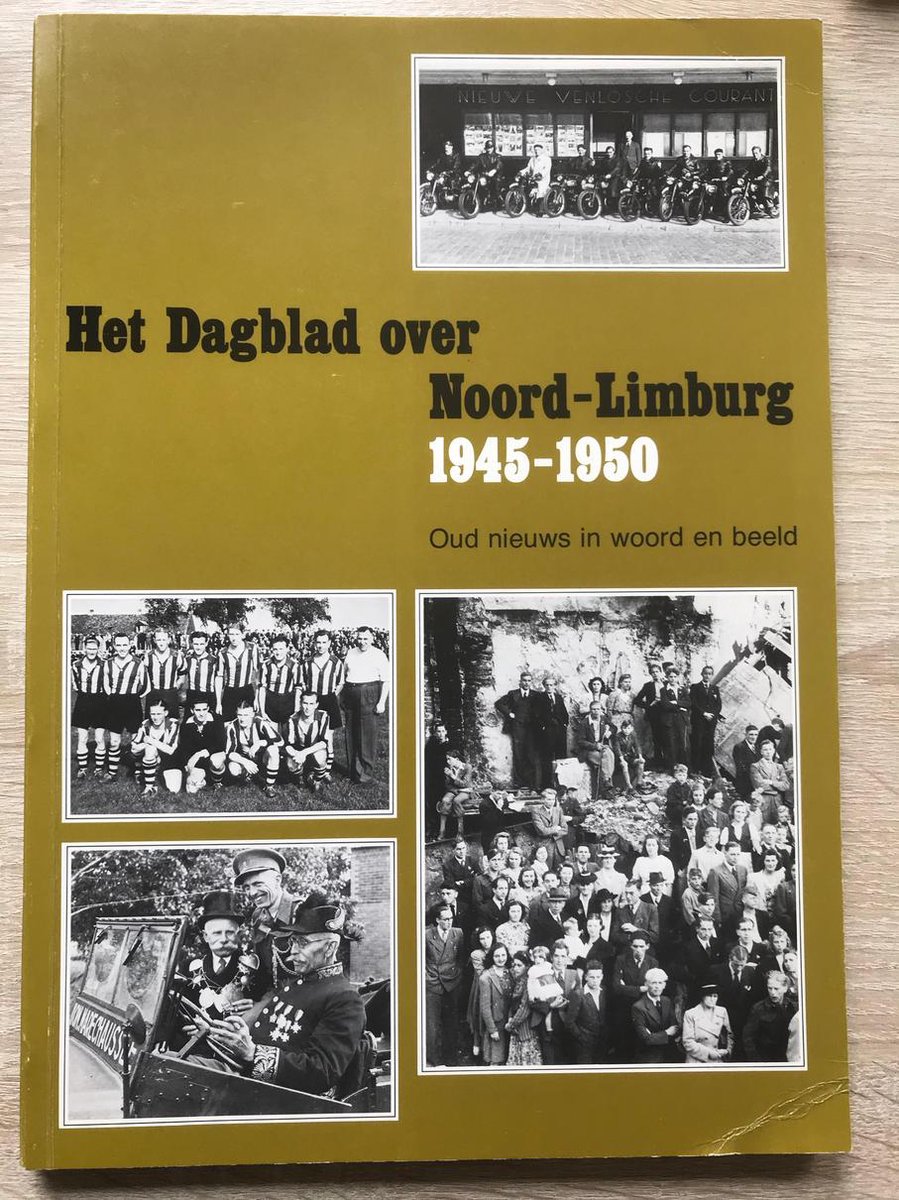 NIEUWE VENLOSCHE COURANT
Het Dagblad over
Noord-Limburg
1945-1950
Oud nieuws in woord en beeld